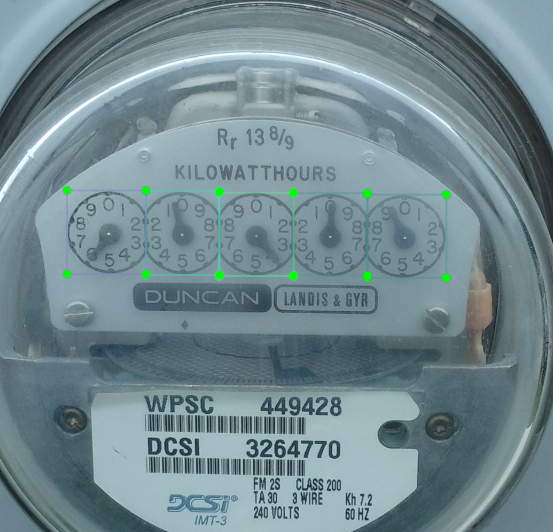 Rr 13 8/9
KILOWATTHOURS
0 1 2 3 4 5 6 7 8 9
0 9 8 7 6 5 4 3 2 1
0 1 2 3 4 5 6 7 8 9
0 9 8 7 6 5 4 3 2 1
0 1 2 3 4 5 6 7 8 9
DUNCAN LANDIS & GYR
WPSC 449428
DCSI 3264770
DCSI IMT-3
FM 2S CLASS 200
TA 30 3 WIRE Kh 7.2
240 VOLTS 60 HZ